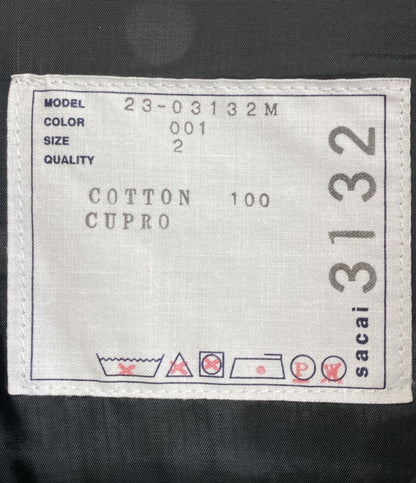 MODEL 23-03132M
COLOR 001
SIZE 2
QUALITY
COTTON 100
CUPRO
P W
sacai 3132